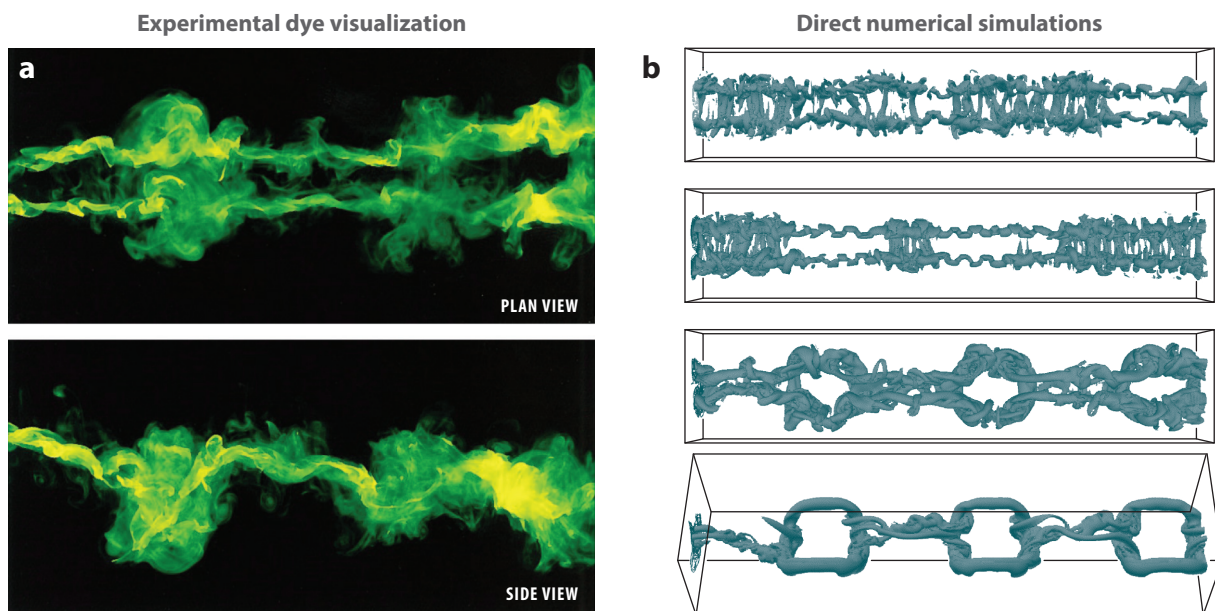 Experimental dye visualization
Direct numerical simulations
a
b
PLAN VIEW
SIDE VIEW